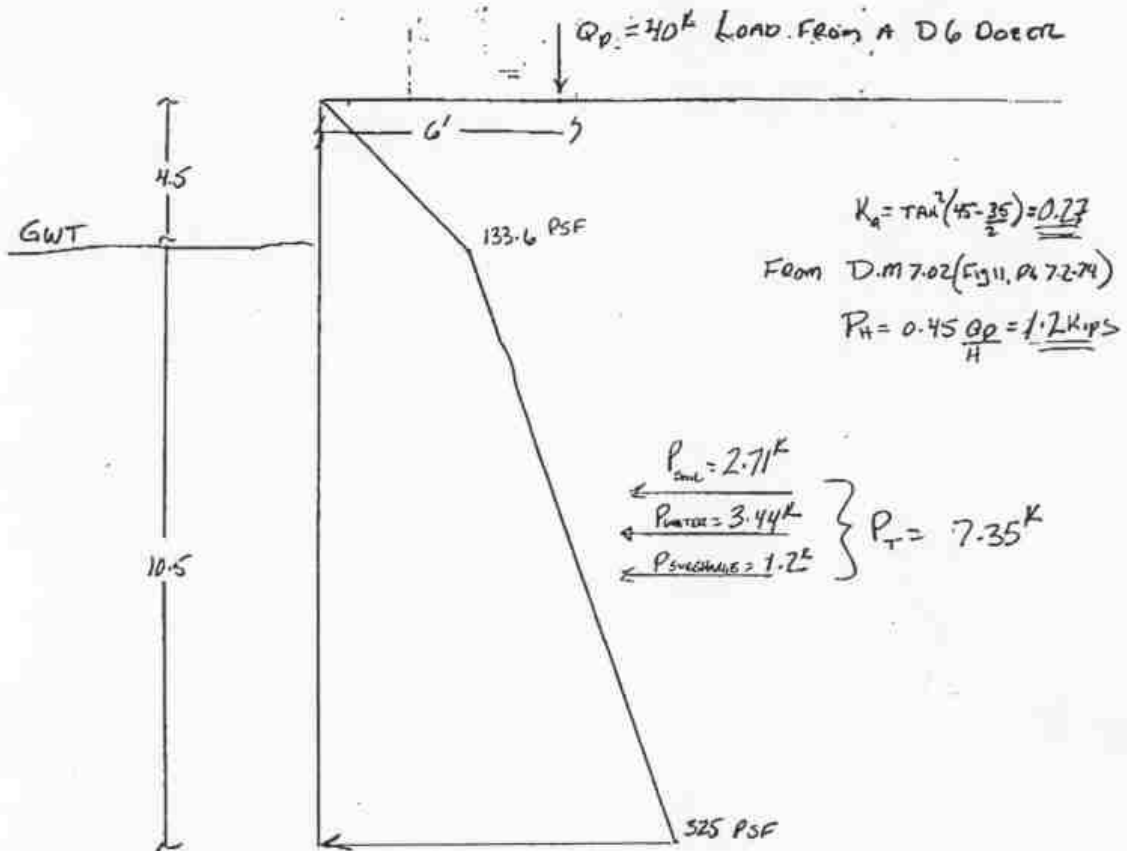 Qp = 40K LOAD FROM A D6 DOZER
6'
4.5
GWT
133.6 PSF
Ka = TAN²(45-35/2) = 0.27
FROM D.M 7.02 (Fig 11, PG 7.2-74)
PH = 0.45 Qp/H = 1.2 Kips
PSOIL = 2.71K
PWATER = 3.44K
PSURCHARGE = 1.2K
PT = 7.35K
10.5
325 PSF